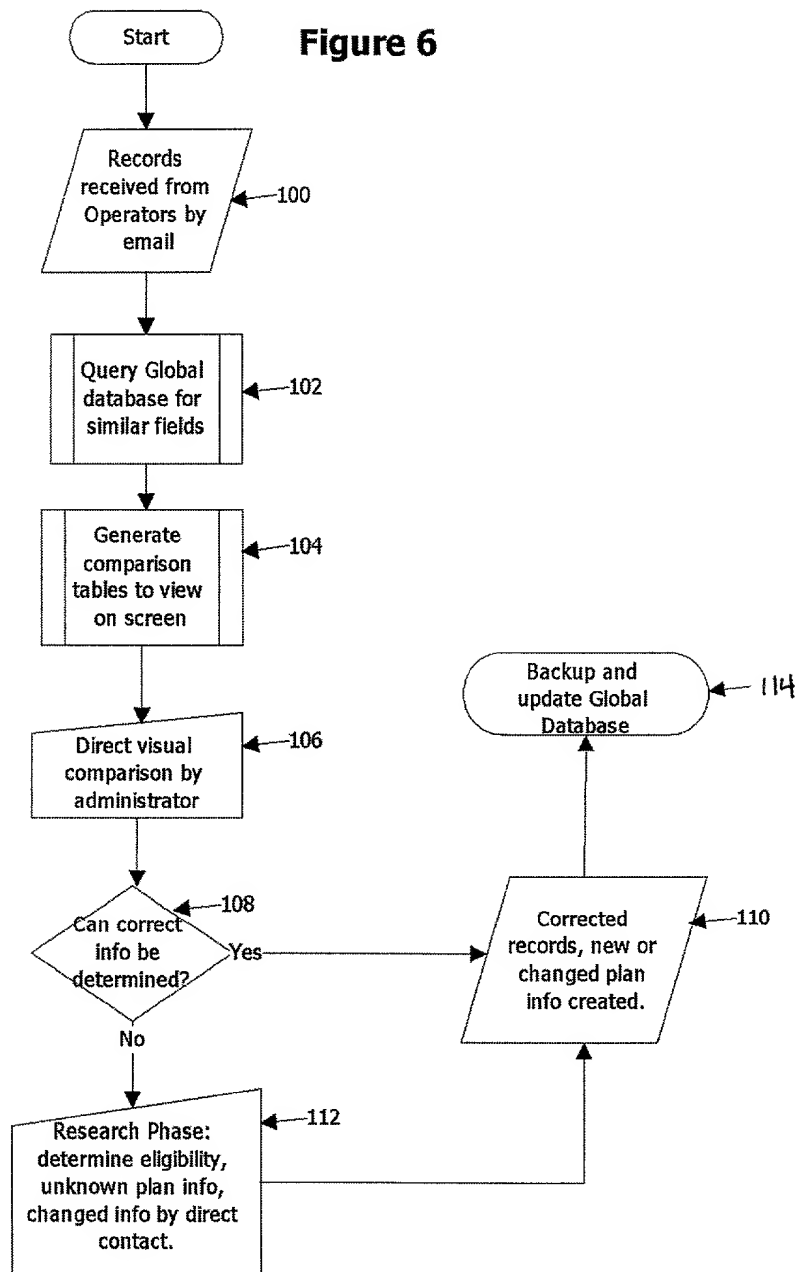 Figure 6
Start
Records
received from
Operators by
email
100
Query Global
database for
similar fields
102
Generate
comparison
tables to view
on screen
104
Direct visual
comparison by
administrator
106
Can correct
info be
determined?
108
Yes
No
Research Phase:
determine eligibility,
unknown plan info,
changed info by direct
contact.
112
Corrected
records, new or
changed plan
info created.
110
Backup and
update Global
Database
114